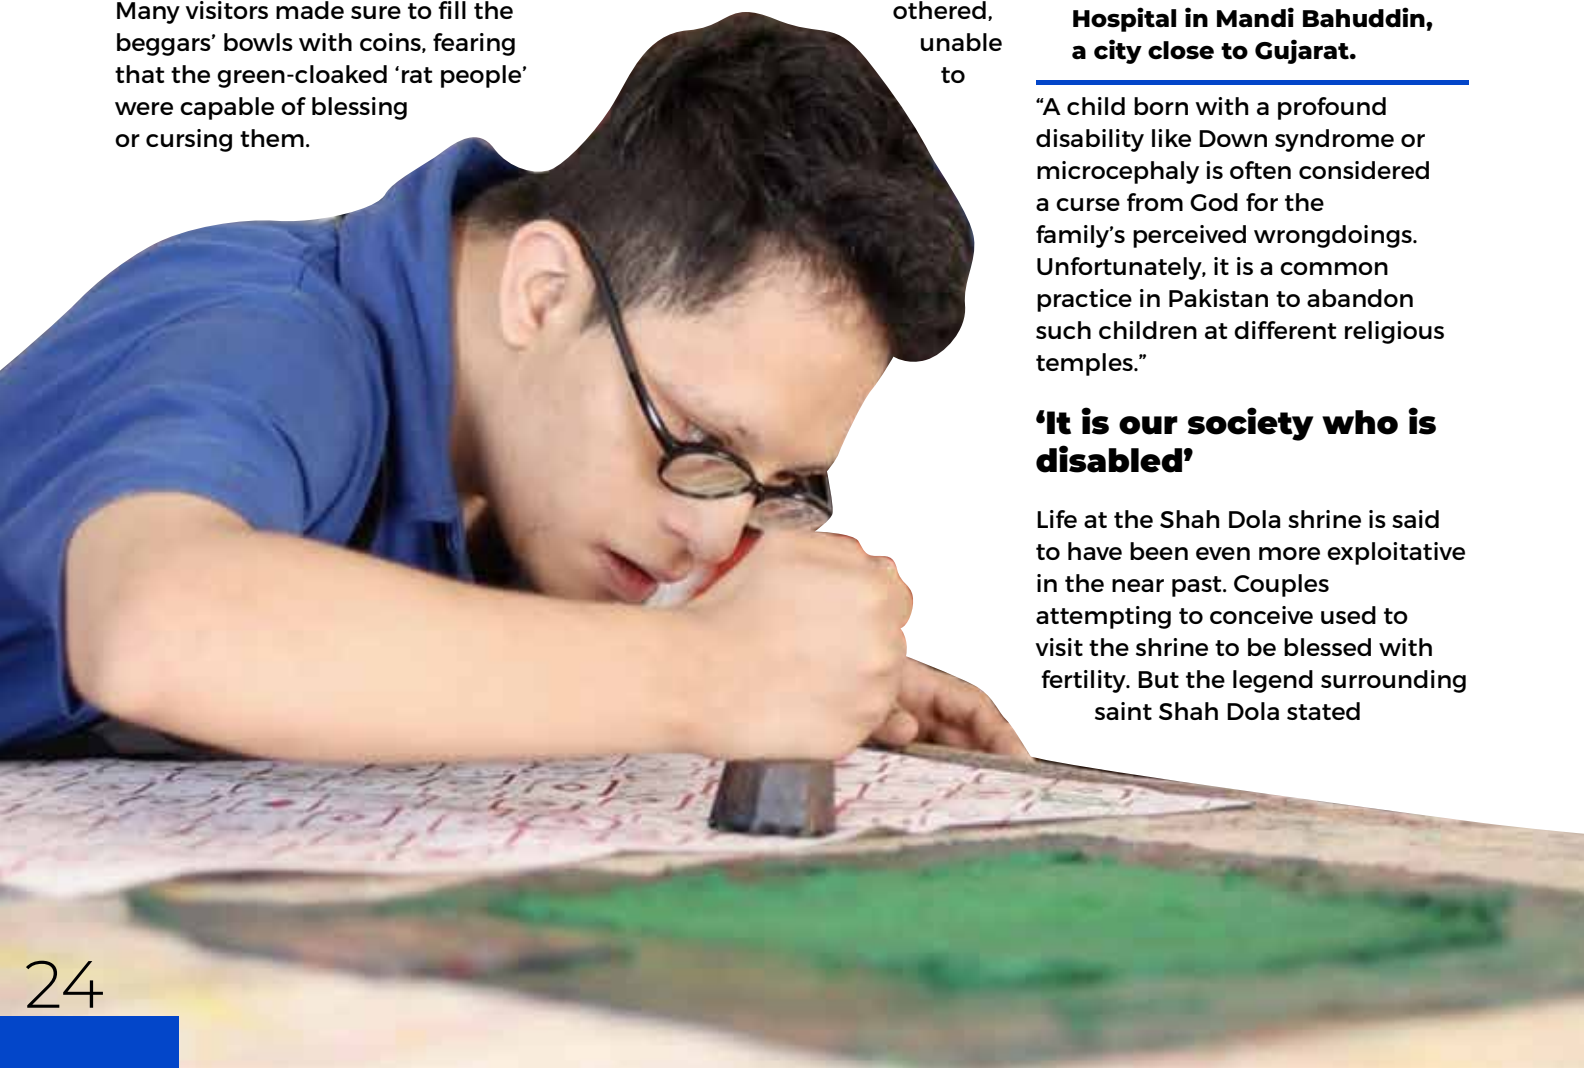 Many visitors made sure to fill the
beggars’ bowls with coins, fearing
that the green-cloaked ‘rat people’
were capable of blessing
or cursing them.
othered,
unable
to
Hospital in Mandi Bahuddin,
a city close to Gujarat.
“A child born with a profound
disability like Down syndrome or
microcephaly is often considered
a curse from God for the
family’s perceived wrongdoings.
Unfortunately, it is a common
practice in Pakistan to abandon
such children at different religious
temples.”
‘It is our society who is
disabled’
Life at the Shah Dola shrine is said
to have been even more exploitative
in the near past. Couples
attempting to conceive used to
visit the shrine to be blessed with
fertility. But the legend surrounding
saint Shah Dola stated
24